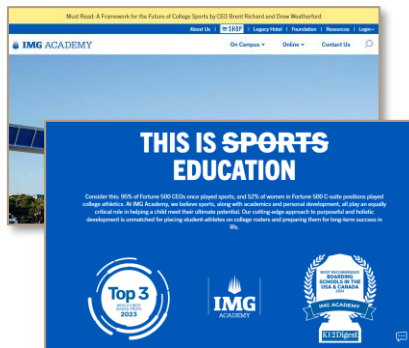 Must Read: A Framework for the Future of College Sports by CEO Brent Richard and Drew Weatherford
About Us | SHOP | Legacy Hotel | Foundation | Resources | Login
IMG ACADEMY
On Campus Online Contact Us
THIS IS SPORTS
EDUCATION
Consider this: 95% of Fortune 500 CEOs once played sports, and 52% of women in Fortune 500 C-suite positions played
college athletics. At IMG Academy, we believe sports, along with academics and personal development, all play an equally
critical role in helping a child meet their ultimate potential. Our cutting-edge approach to purposeful and holistic
development is unmatched for placing student-athletes on college rosters and preparing them for long-term success in
life.
Top 3
2023
IMG
ACADEMY
MOST RECOMMENDED
BOARDING
SCHOOLS IN THE
USA & CANADA
2024
IMG ACADEMY
K12Digest